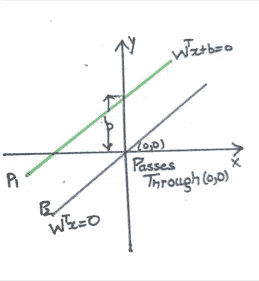 y
Wᵀx+b=0
b
(0,0)
x
Passes
Through (0,0)
P₁
P₂
Wᵀx=0